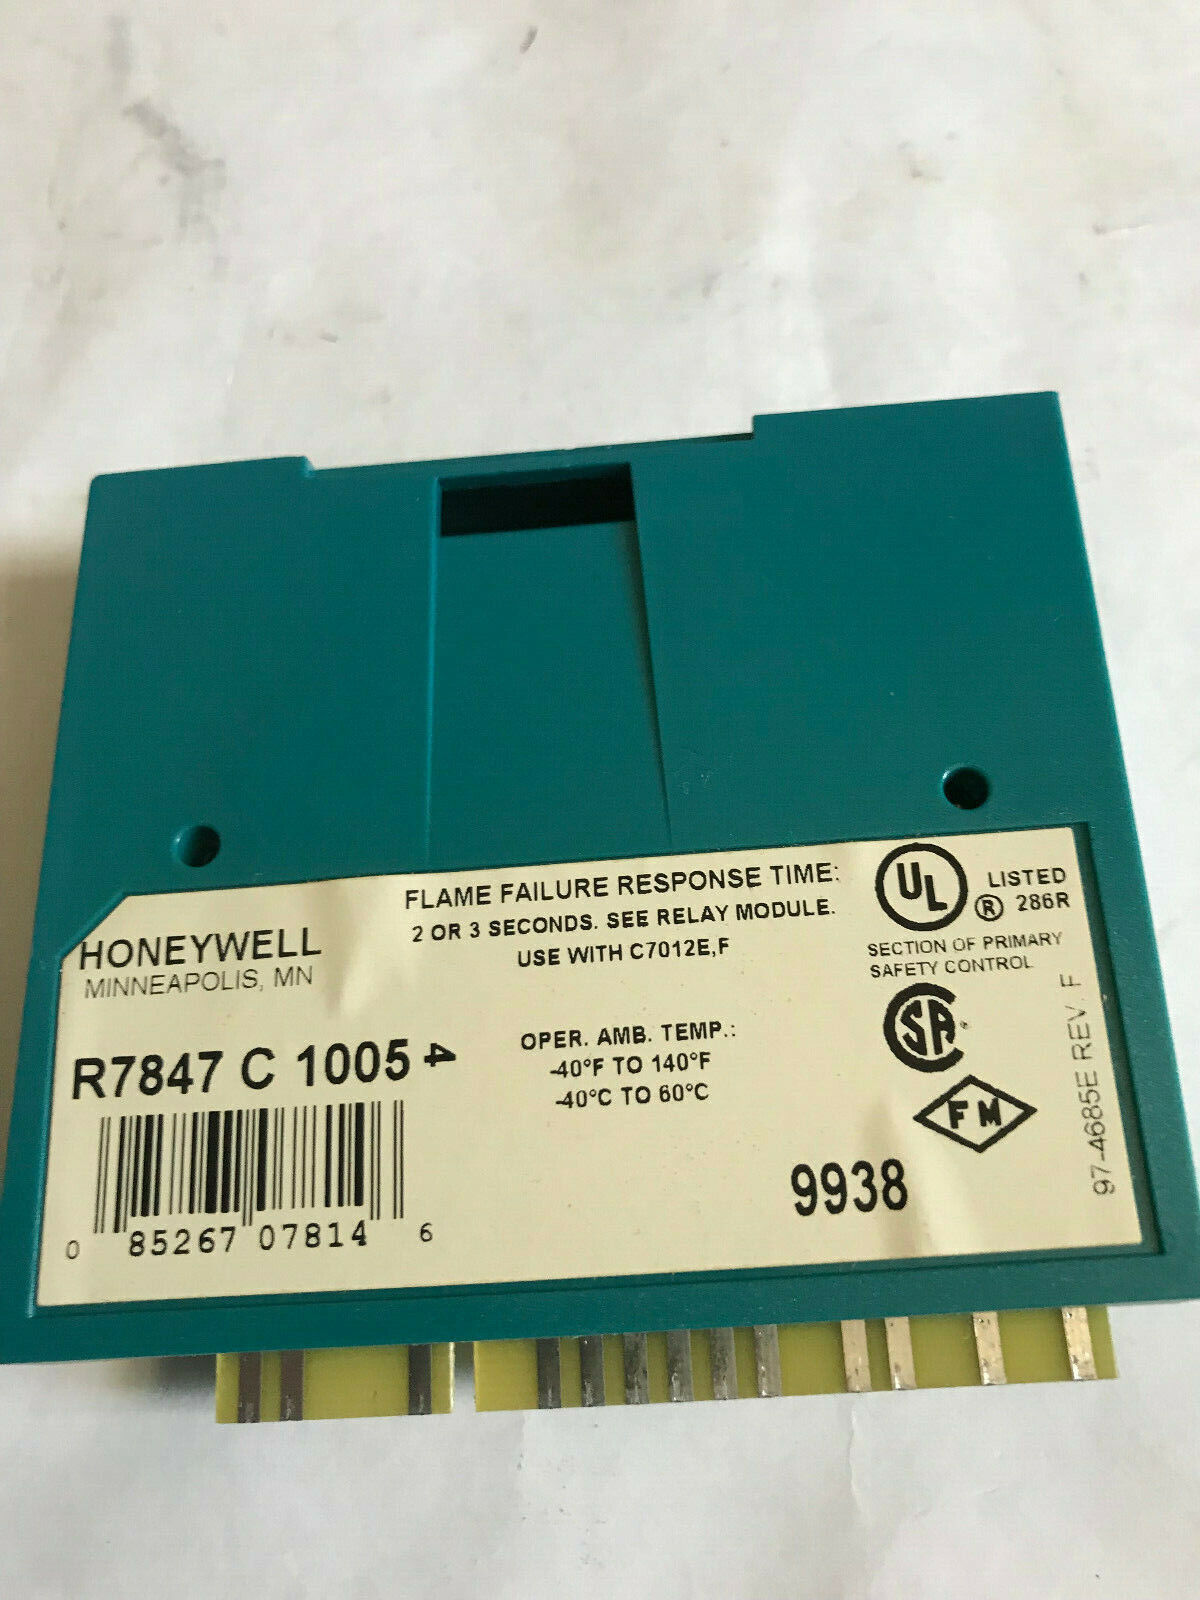 HONEYWELL
MINNEAPOLIS, MN
FLAME FAILURE RESPONSE TIME:
2 OR 3 SECONDS. SEE RELAY MODULE.
USE WITH C7012E,F
R7847 C 1005 4
OPER. AMB. TEMP.:
-40°F TO 140°F
-40°C TO 60°C
0 85267 07814 6
9938
UL ® LISTED
286R
SECTION OF PRIMARY
SAFETY CONTROL
SA
FM
97-4685E REV. F